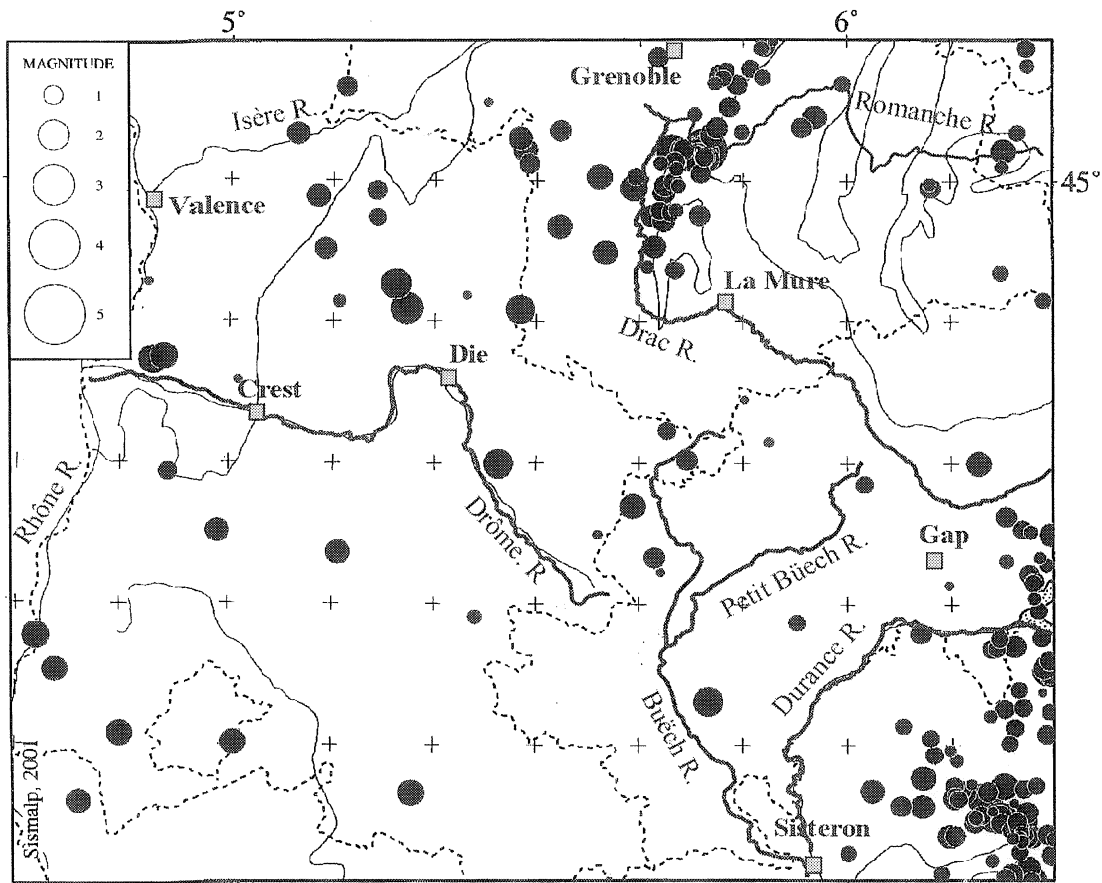 5°
6°
MAGNITUDE
1
2
3
4
5
Grenoble
Isère R.
Romanche R.
45°
Valence
La Mure
Drac R.
Die
Crest
Rhône R.
Drôme. R
Gap
Petit Büech R.
Durance R.
Buëch R.
Sisteron
Sismalp, 2001